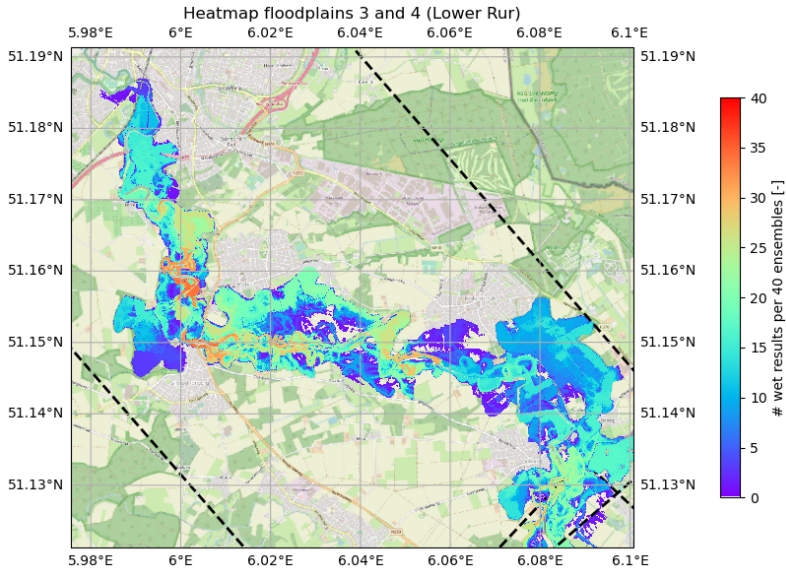 Heatmap floodplains 3 and 4 (Lower Rur)
5.98°N 6.0°E 6.02°E 6.04°E 6.06°E 6.08°E 6.1°E
51.19°N 51.19°N
51.18°N 51.18°N
51.17°N 51.17°N
51.16°N 51.16°N
51.15°N 51.15°N
51.14°N 51.14°N
51.13°N 51.13°N
5.98°E 6°E 6.02°E 6.04°E 6.06°E 6.08°E 6.1°E
40
35
30
25
20
15
10
5
0
# wet results per 40 ensembles [-]